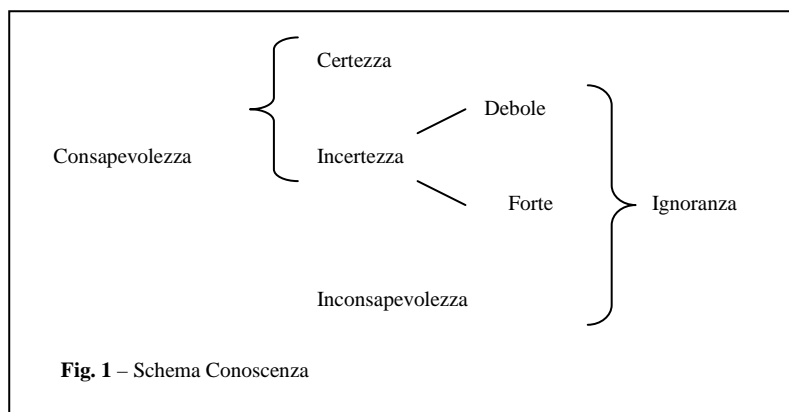 Certezza
Debole
Consapevolezza Incertezza
Forte Ignoranza
Inconsapevolezza
Fig. 1 – Schema Conoscenza